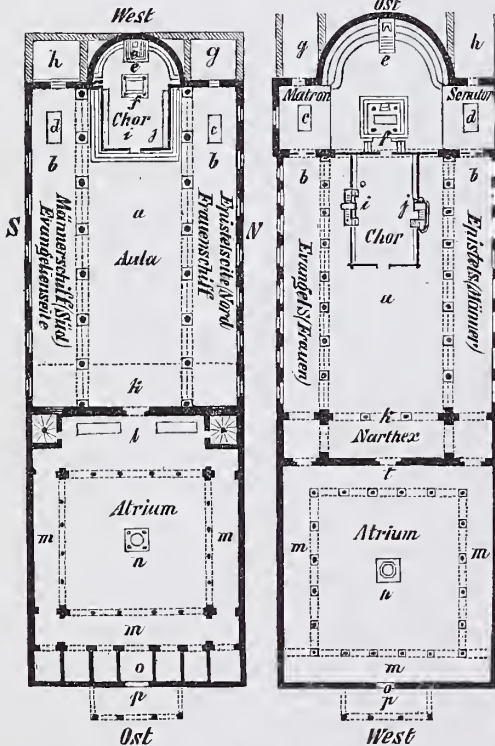 West
h
g
a
e
f
Chor
i
j
d
c
b
b
S
N
a
Aula
Männerschiff (Süd)
Evangelienseite
Epistelseite (Nord)
Frauenschiff
k
l
Atrium
m
m
n
m
o
p
Ost
Ost
g
h
e
Matron
Senator
c
d
f
b
b
i
j
Chor
a
Evangels (Frauen)
Epistels (Männer)
k
Narthex
l
Atrium
m
m
n
m
o
p
West